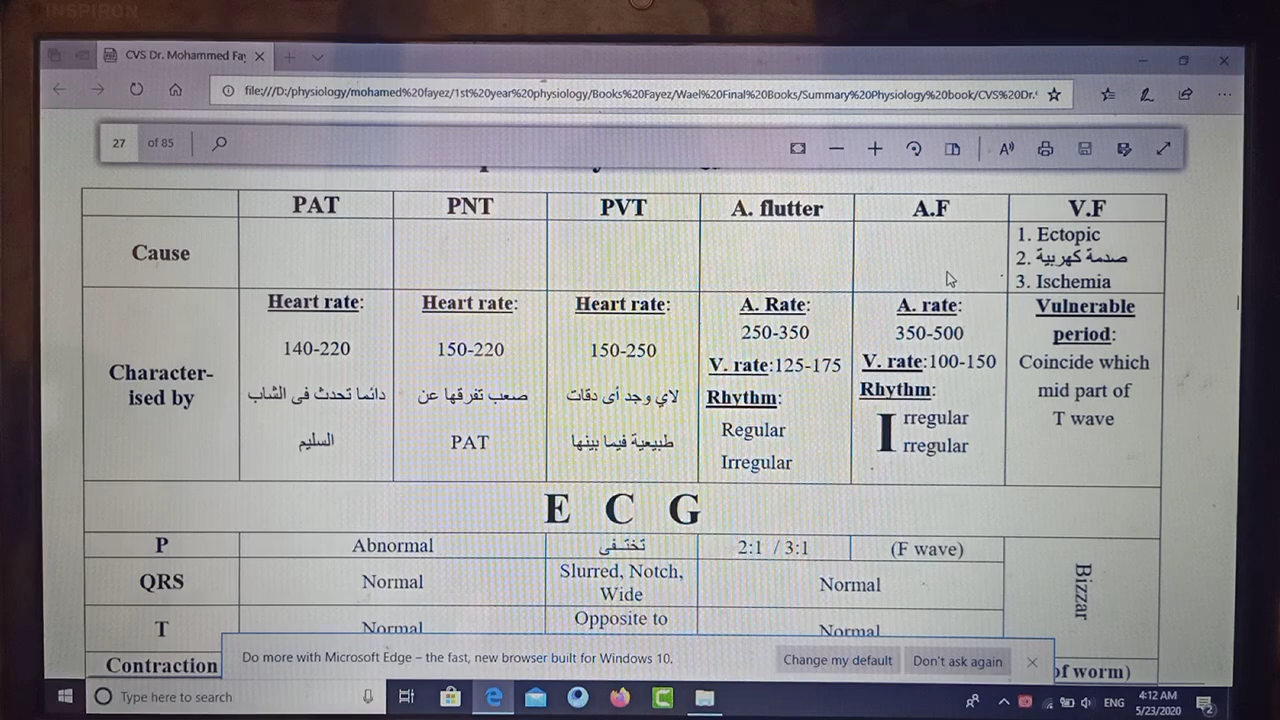 INSPIRON
CVS Dr. Mohammed Fay
file:///D:/physiology/mohamed%20fayez/1st%20year%20physiology/Books%20Fayez/Wael%20Final%20Books/Summary%20Physiology%20book/CVS%20Dr.
27 of 85
PAT PNT PVT A. flutter A.F V.F
Cause
1. Ectopic
2. صدمة كهربية
3. Ischemia
Character-
ised by
Heart rate:
140-220
دائما تحدث فى الشاب
السليم
Heart rate:
150-220
صعب تفرقها عن
PAT
Heart rate:
150-250
لاي وجد أى دقات
طبيعية فيما بينها
A. Rate:
250-350
V. rate:125-175
Rhythm:
Regular
Irregular
A. rate:
350-500
V. rate:100-150
Rhythm:
I rregular
rregular
Vulnerable
period:
Coincide which
mid part of
T wave
E C G
P Abnormal تختفى 2:1 / 3:1 (F wave)
Bizzar
QRS Normal Slurred, Notch,
Wide Normal
T Normal Opposite to Normal
Contraction of worm)
Do more with Microsoft Edge – the fast, new browser built for Windows 10. Change my default Don't ask again
Type here to search ENG 4:12 AM
5/23/2020
2